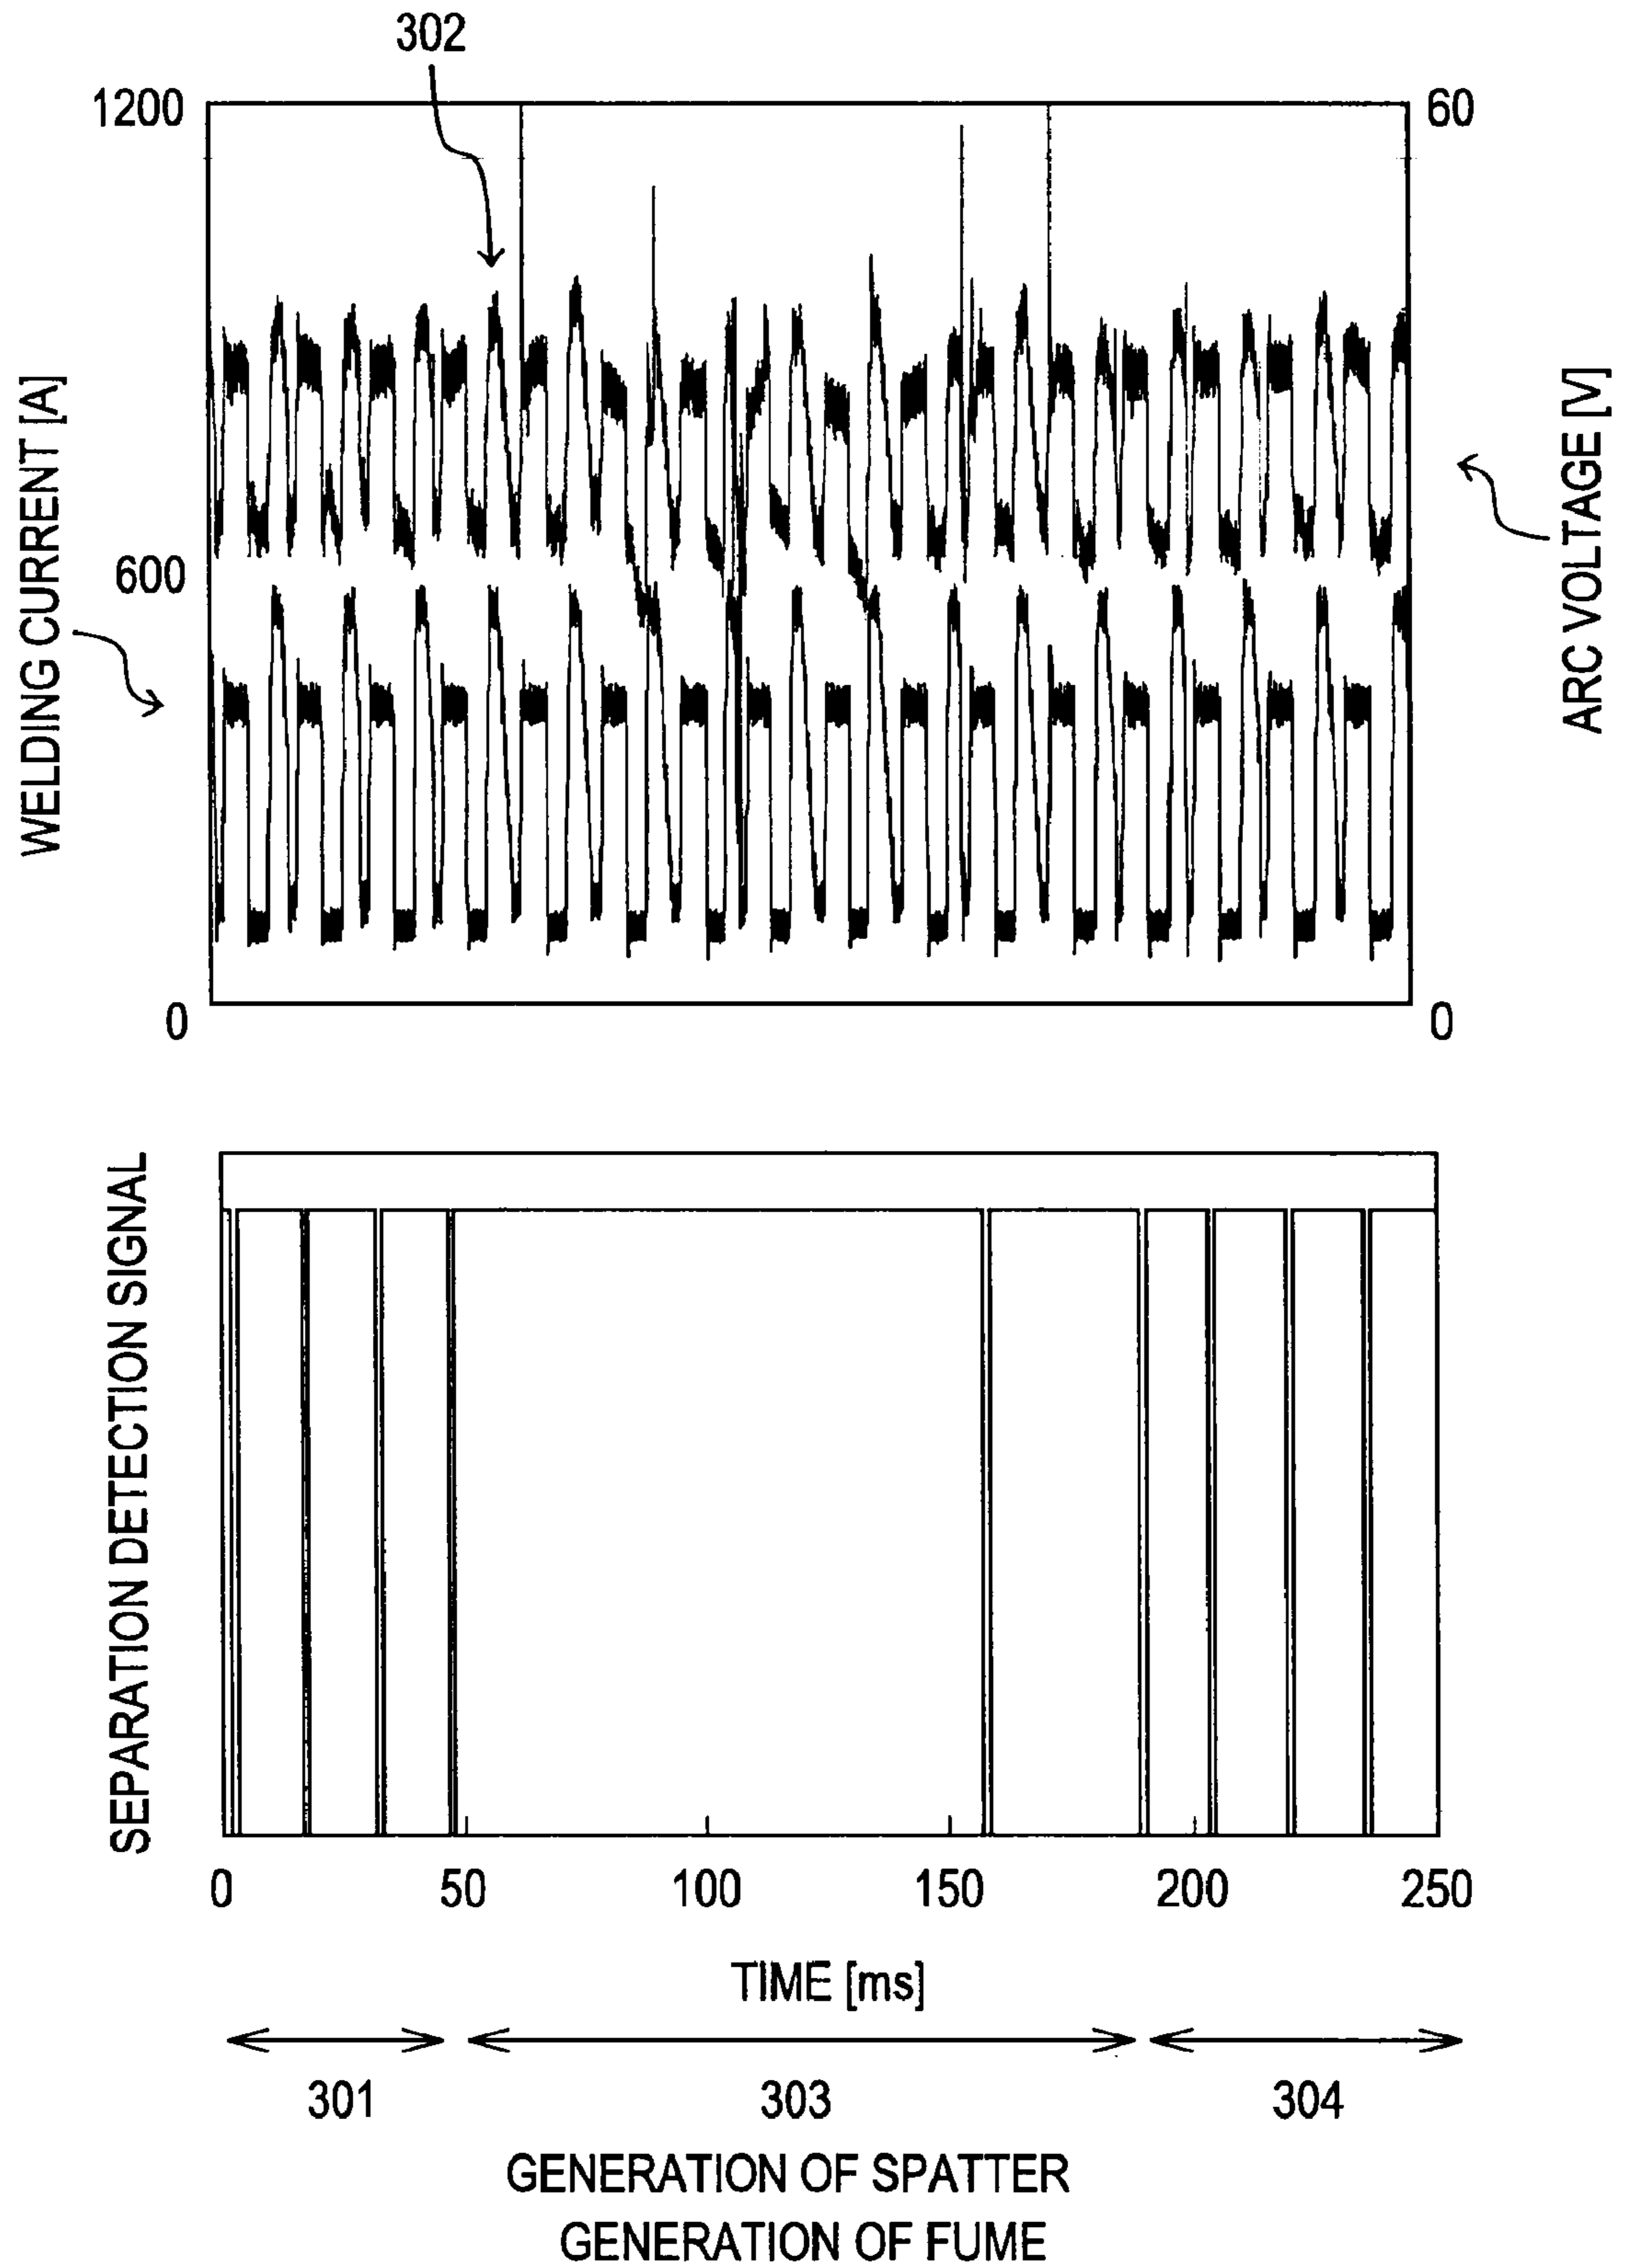 302
1200
60
WELDING CURRENT [A]
ARC VOLTAGE [V]
600
0
0
SEPARATION DETECTION SIGNAL
0 50 100 150 200 250
TIME [ms]
301 303 304
GENERATION OF SPATTER
GENERATION OF FUME